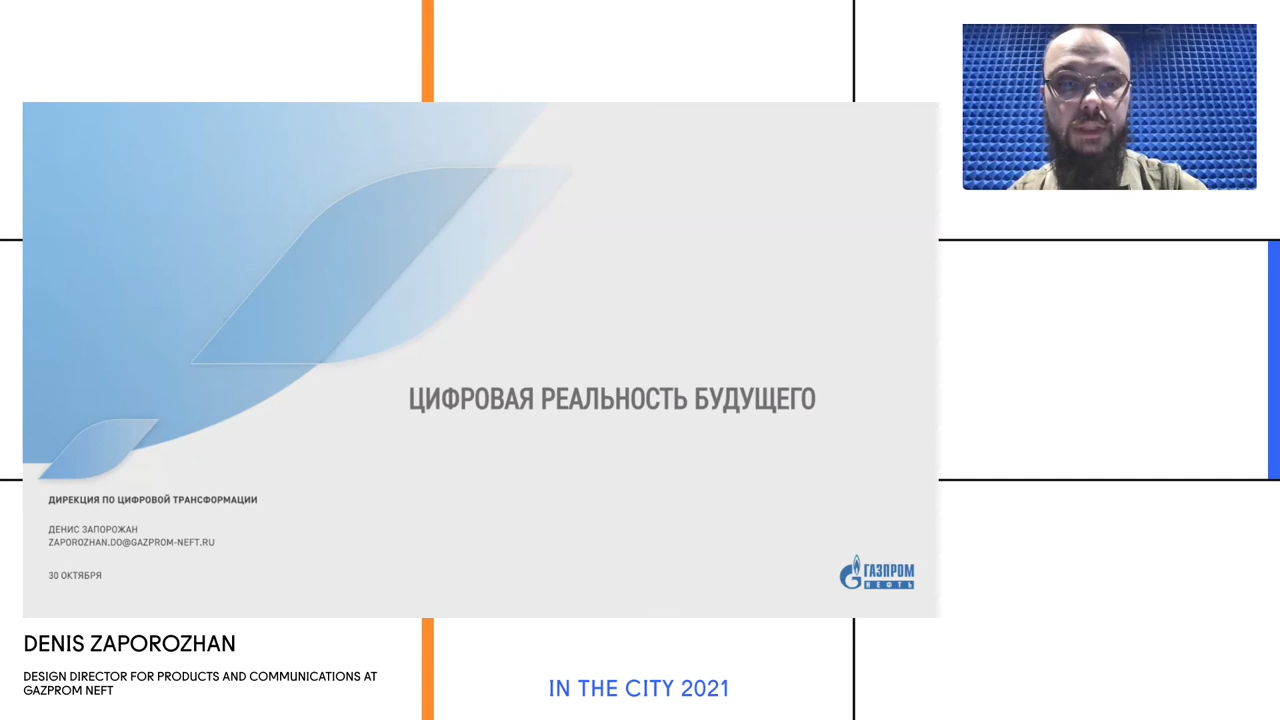 ЦИФРОВАЯ РЕАЛЬНОСТЬ БУДУЩЕГО
ДИРЕКЦИЯ ПО ЦИФРОВОЙ ТРАНСФОРМАЦИИ
ДЕНИС ЗАПОРОЖАН
ZAPOROZHAN.DO@GAZPROM-NEFT.RU
30 ОКТЯБРЯ
ГАЗПРОМ
НЕФТЬ
DENIS ZAPOROZHAN
DESIGN DIRECTOR FOR PRODUCTS AND COMMUNICATIONS AT
GAZPROM NEFT
IN THE CITY 2021